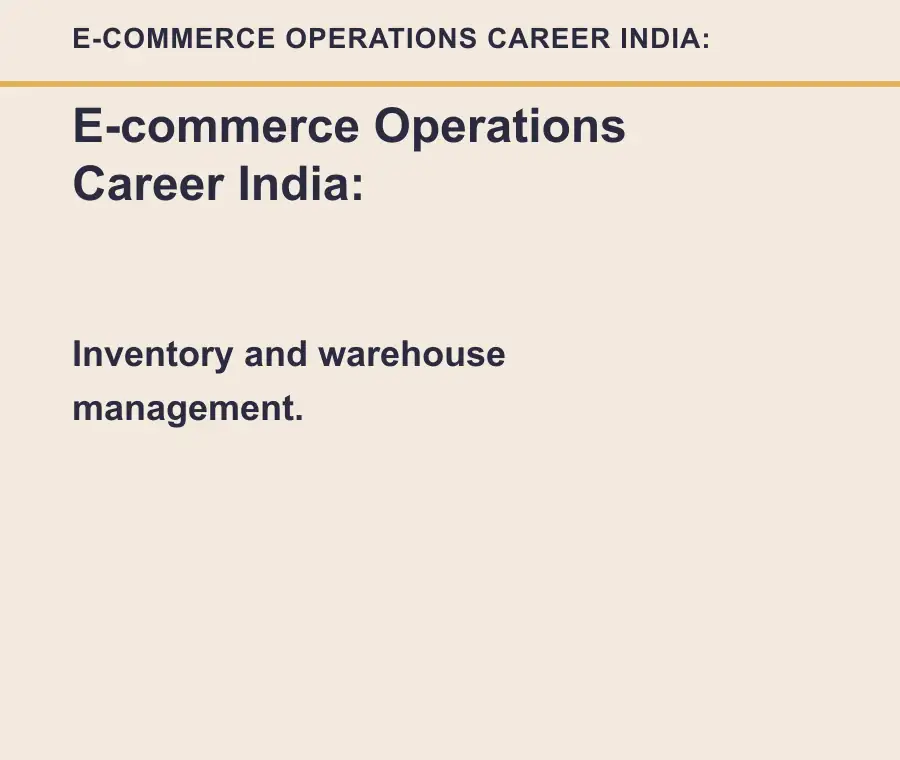 E-COMMERCE OPERATIONS CAREER INDIA:
E-commerce Operations
Career India:
Inventory and warehouse
management.